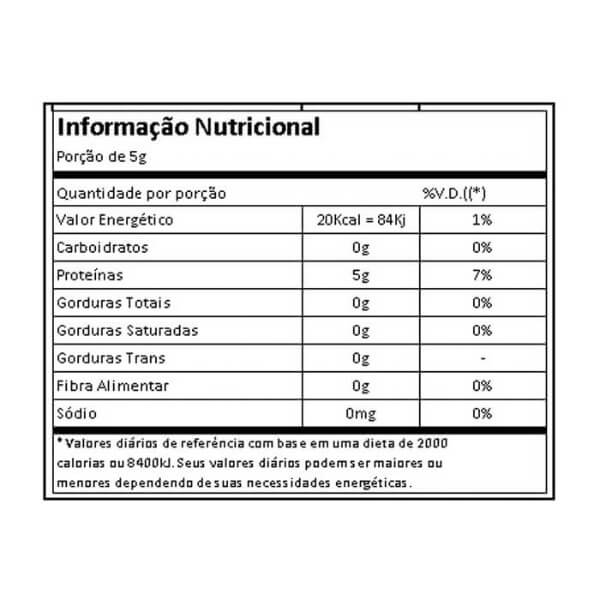 Informação Nutricional
Porção de 5g
Quantidade por porção %V.D.((*)
Valor Energético 20Kcal = 84Kj 1%
Carboidratos 0g 0%
Proteínas 5g 7%
Gorduras Totais 0g 0%
Gorduras Saturadas 0g 0%
Gorduras Trans 0g -
Fibra Alimentar 0g 0%
Sódio 0mg 0%
* Valores diários de referência com base em uma dieta de 2000
calorias ou 8400kJ. Seus valores diários podem ser maiores ou
menores dependendo de suas necessidades energéticas.